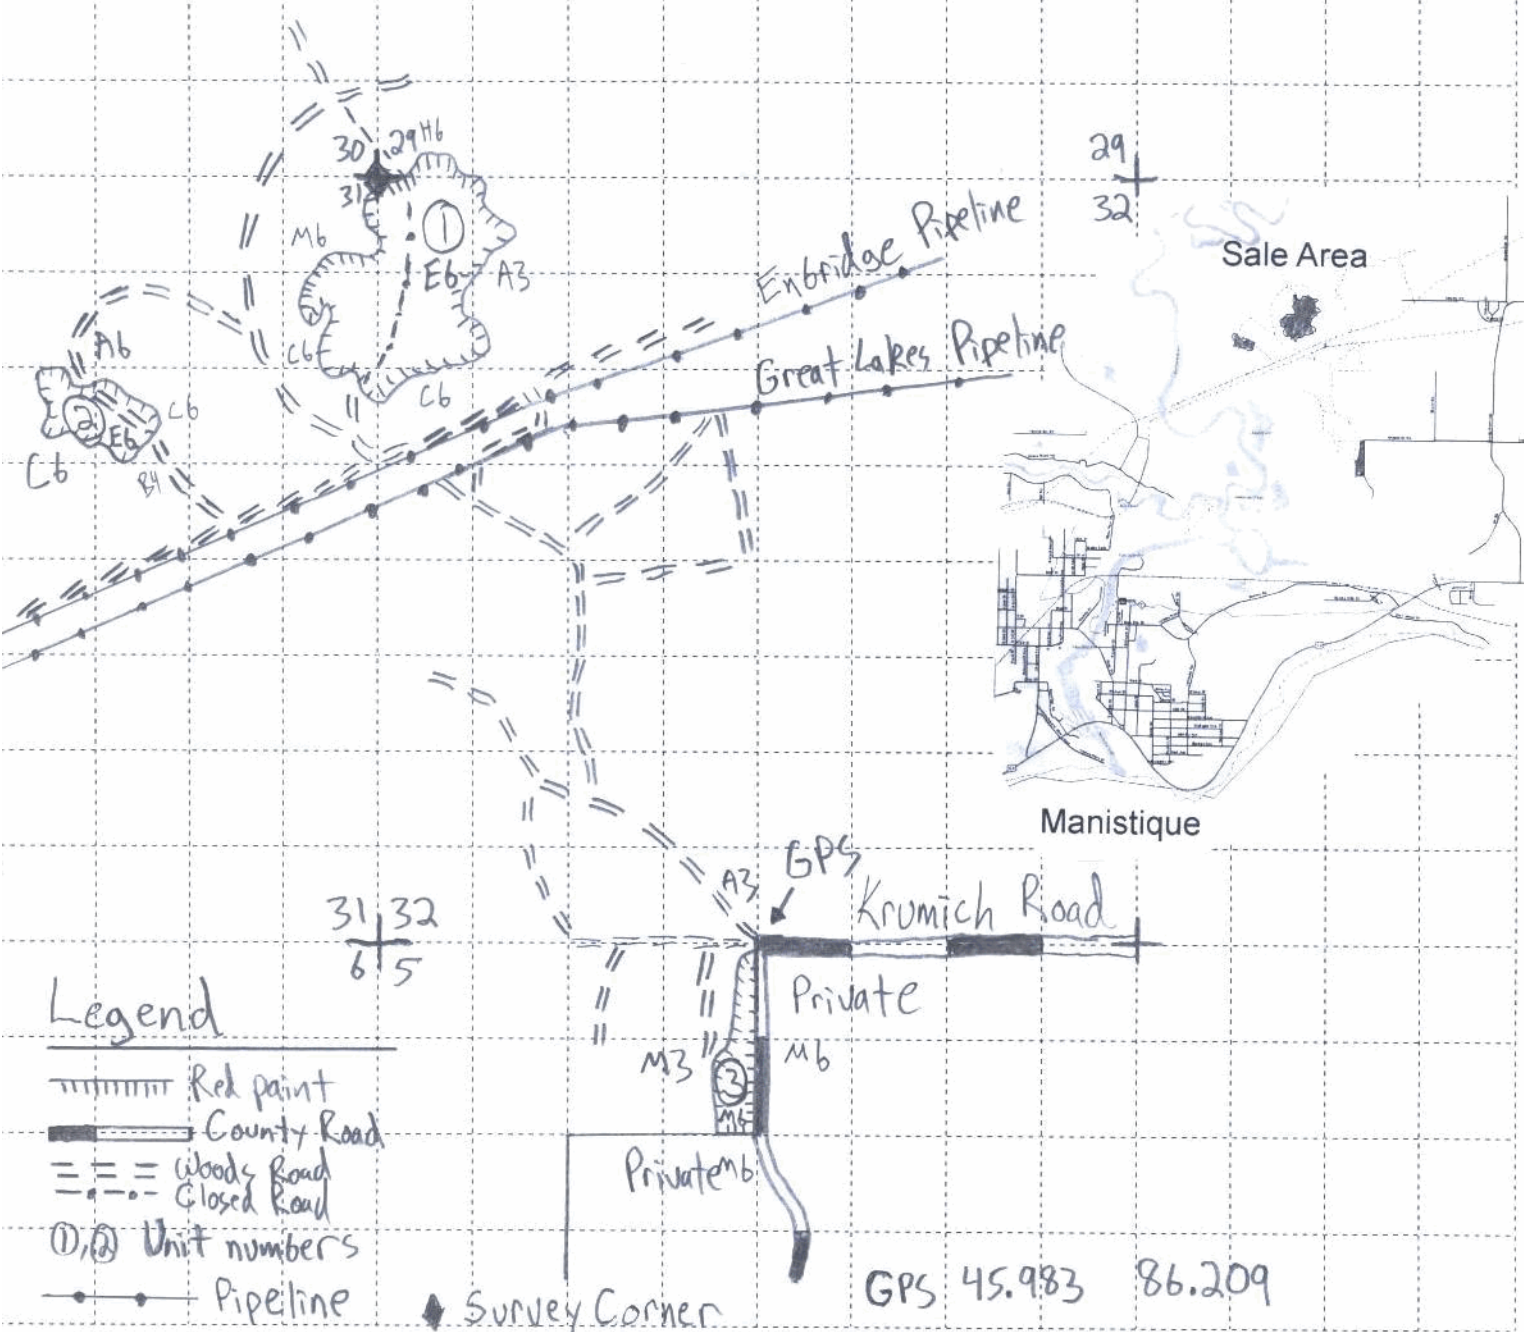 30 29 H6
31
29
32
M6
1
E6
A3
Enbridge Pipeline
Sale Area
A6
C6
Great Lakes Pipeline
C6
2
E6
C6
C6
B4
Manistique
GPS
A3
Krumich Road
31 32
6 5
Private
Legend
M3
M6
3
M6
Red paint
County Road
Woods Road
Closed Road
Private M6
1, 2 Unit numbers
Pipeline
Survey Corner
GPS 45.983 86.209